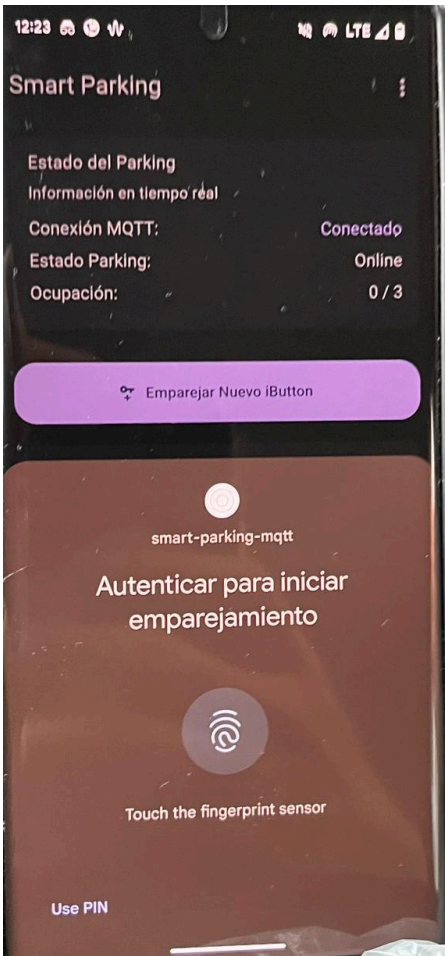 12:23
LTE
Smart Parking
Estado del Parking
Información en tiempo real
Conexión MQTT: Conectado
Estado Parking: Online
Ocupación: 0 / 3
Emparejar Nuevo iButton
smart-parking-mqtt
Autenticar para iniciar
emparejamiento
Touch the fingerprint sensor
Use PIN